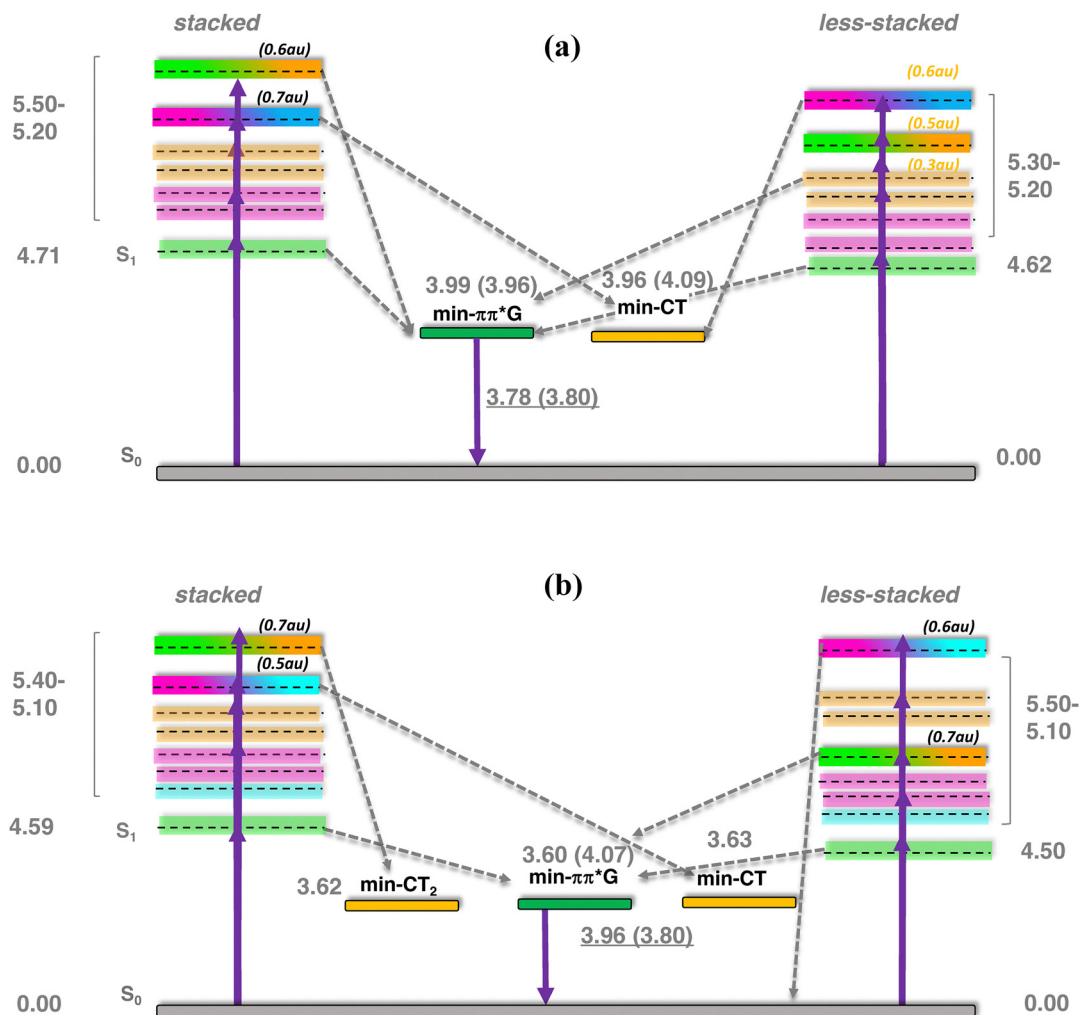 stacked
(a)
less-stacked
(0.6au)
(0.7au)
5.50-
5.20
4.71
S1
(0.6au)
(0.5au)
(0.3au)
5.30-
5.20
4.62
3.99 (3.96)
min-ππ*G
3.96 (4.09)
min-CT
3.78 (3.80)
0.00
S0
0.00
(b)
stacked
less-stacked
(0.7au)
(0.5au)
5.40-
5.10
4.59
S1
(0.6au)
(0.7au)
5.50-
5.10
4.50
3.62
min-CT2
3.60 (4.07)
min-ππ*G
3.63
min-CT
3.96 (3.80)
0.00
S0
0.00